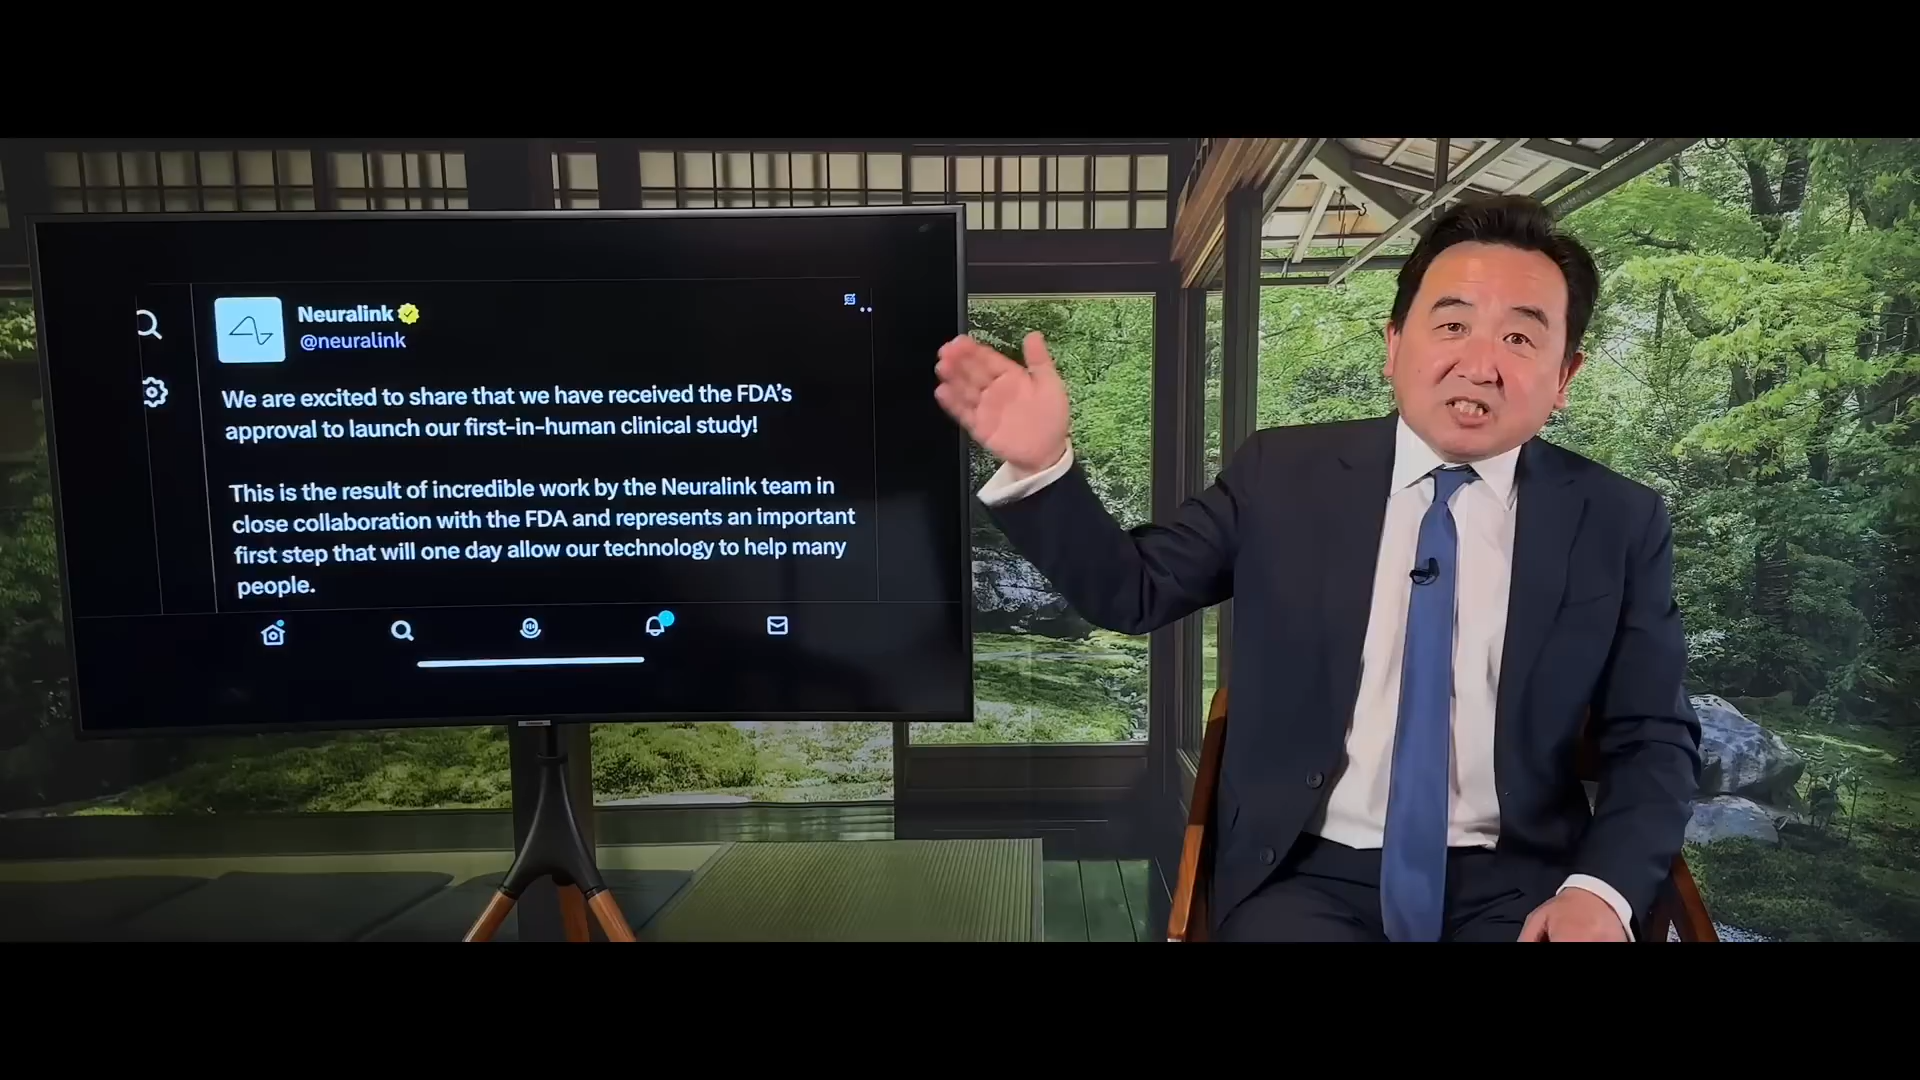 Neuralink
@neuralink
We are excited to share that we have received the FDA's
approval to launch our first-in-human clinical study!
This is the result of incredible work by the Neuralink team in
close collaboration with the FDA and represents an important
first step that will one day allow our technology to help many
people.